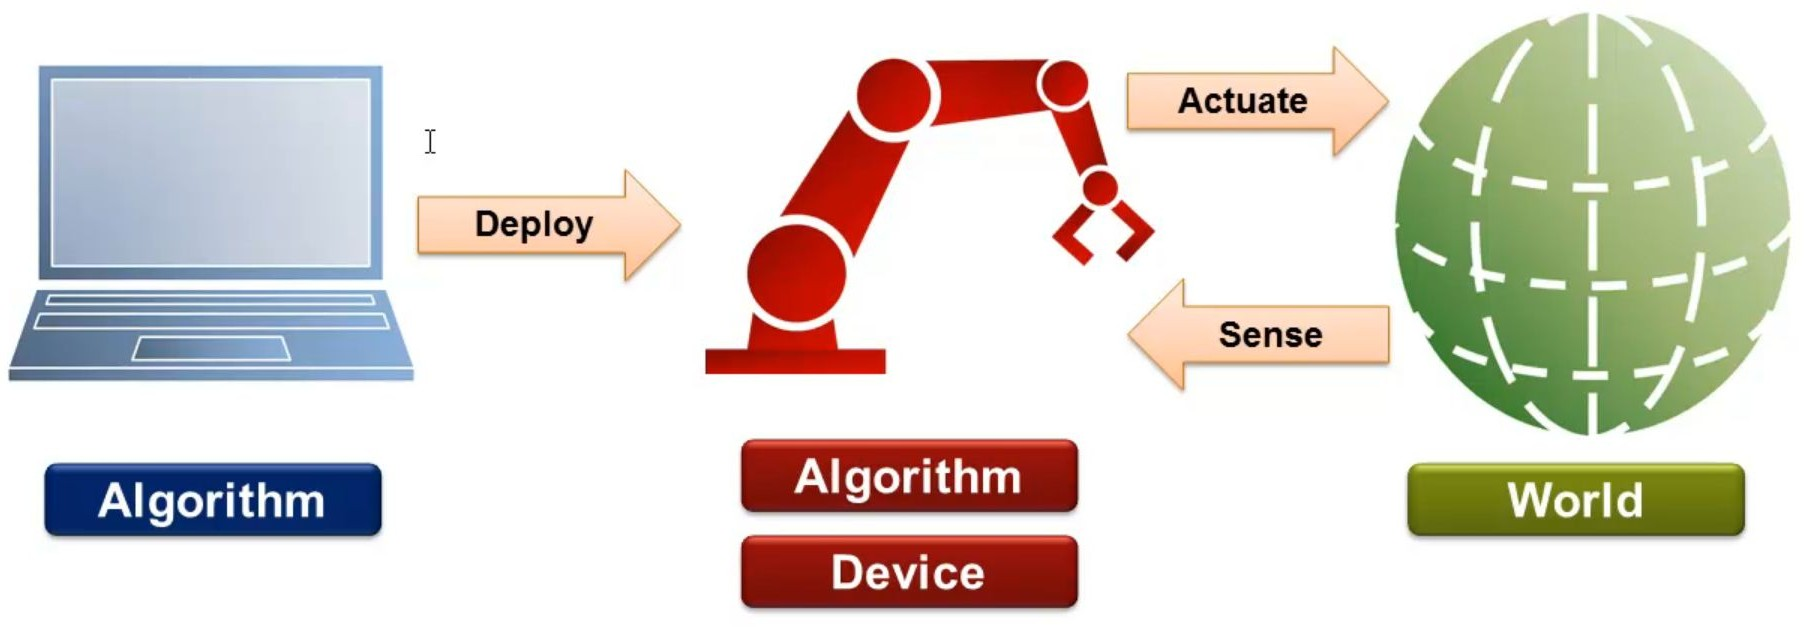 Deploy
Actuate
Sense
Algorithm
Algorithm
Device
World